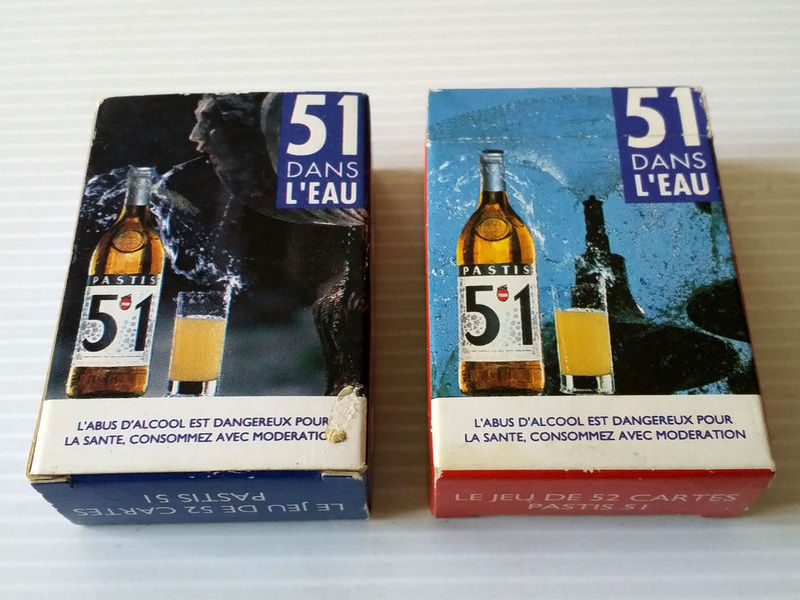 51
DANS
L'EAU
PASTIS
51
L'ABUS D'ALCOOL EST DANGEREUX POUR
LA SANTE, CONSOMMEZ AVEC MODERATIO
LE JEU DE 52 CARTES
PASTIS 51
51
DANS
L'EAU
PASTIS
51
L'ABUS D'ALCOOL EST DANGEREUX POUR
LA SANTE, CONSOMMEZ AVEC MODERATION
LE JEU DE 52 CARTES
PASTIS 51